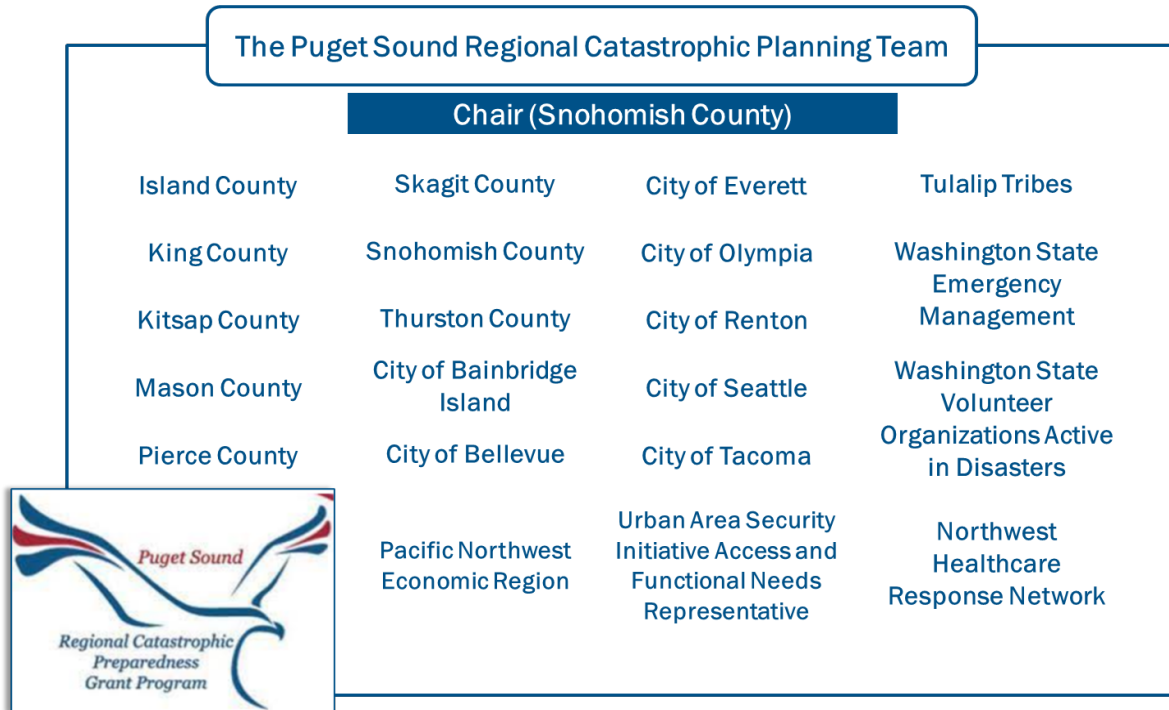 The Puget Sound Regional Catastrophic Planning Team
Chair (Snohomish County)
Island County
King County
Kitsap County
Mason County
Pierce County
Skagit County
Snohomish County
Thurston County
City of Bainbridge
Island
City of Bellevue
Pacific Northwest
Economic Region
City of Everett
City of Olympia
City of Renton
City of Seattle
City of Tacoma
Urban Area Security
Initiative Access and
Functional Needs
Representative
Tulalip Tribes
Washington State
Emergency
Management
Washington State
Volunteer
Organizations Active
in Disasters
Northwest
Healthcare
Response Network
Puget Sound
Regional Catastrophic
Preparedness
Grant Program